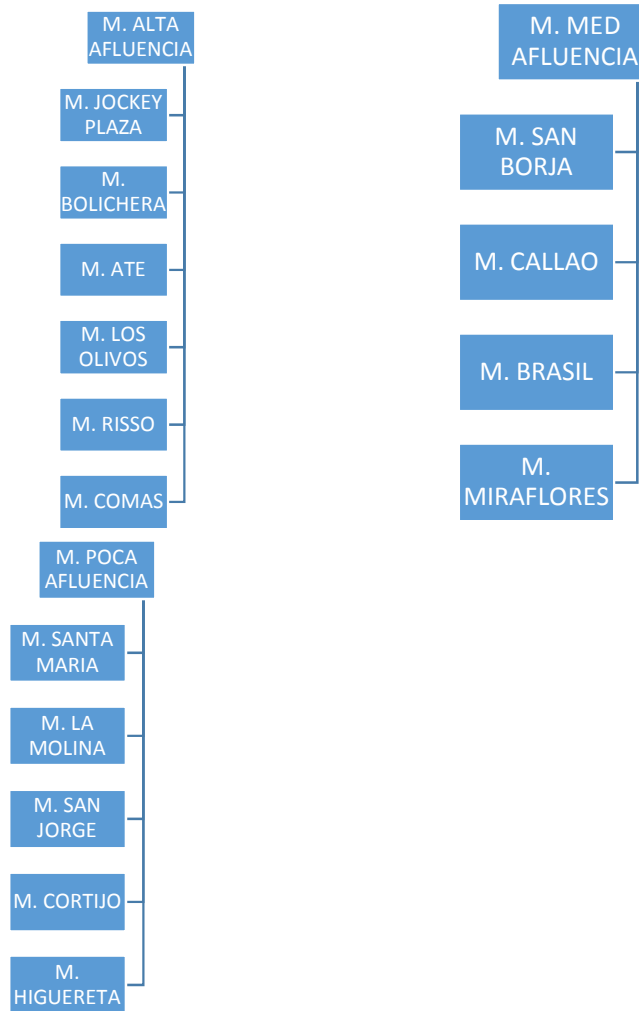 M. ALTA
AFLUENCIA
M. JOCKEY
PLAZA
M.
BOLICHERA
M. ATE
M. LOS
OLIVOS
M. RISSO
M. COMAS
M. MED
AFLUENCIA
M. SAN
BORJA
M. CALLAO
M. BRASIL
M.
MIRAFLORES
M. POCA
AFLUENCIA
M. SANTA
MARIA
M. LA
MOLINA
M. SAN
JORGE
M. CORTIJO
M.
HIGUERETA